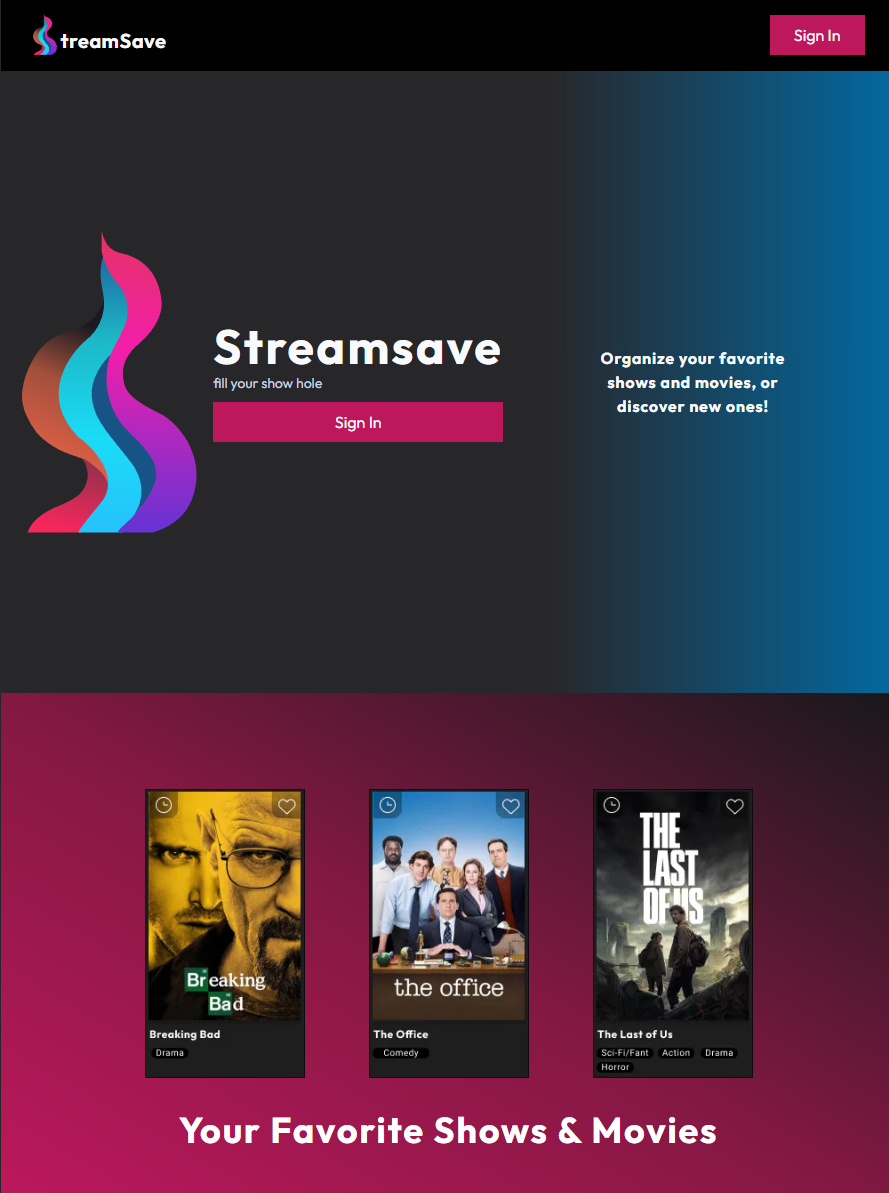 treamSave
Sign In
Streamsave
fill your show hole
Sign In
Organize your favorite
shows and movies, or
discover new ones!
Breaking
Bad
the office
THE
LAST
OF US
Breaking Bad
The Office
The Last of Us
Drama
Comedy
Sci-Fi/Fant Action Drama
Horror
Your Favorite Shows & Movies